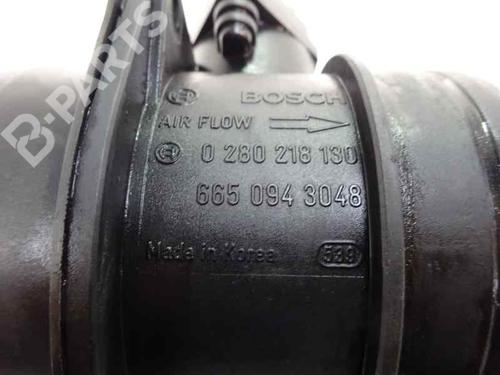 B-PARTS
BOSCH
AIR FLOW
0 280 218 130
665 094 3048
Made in Korea 539